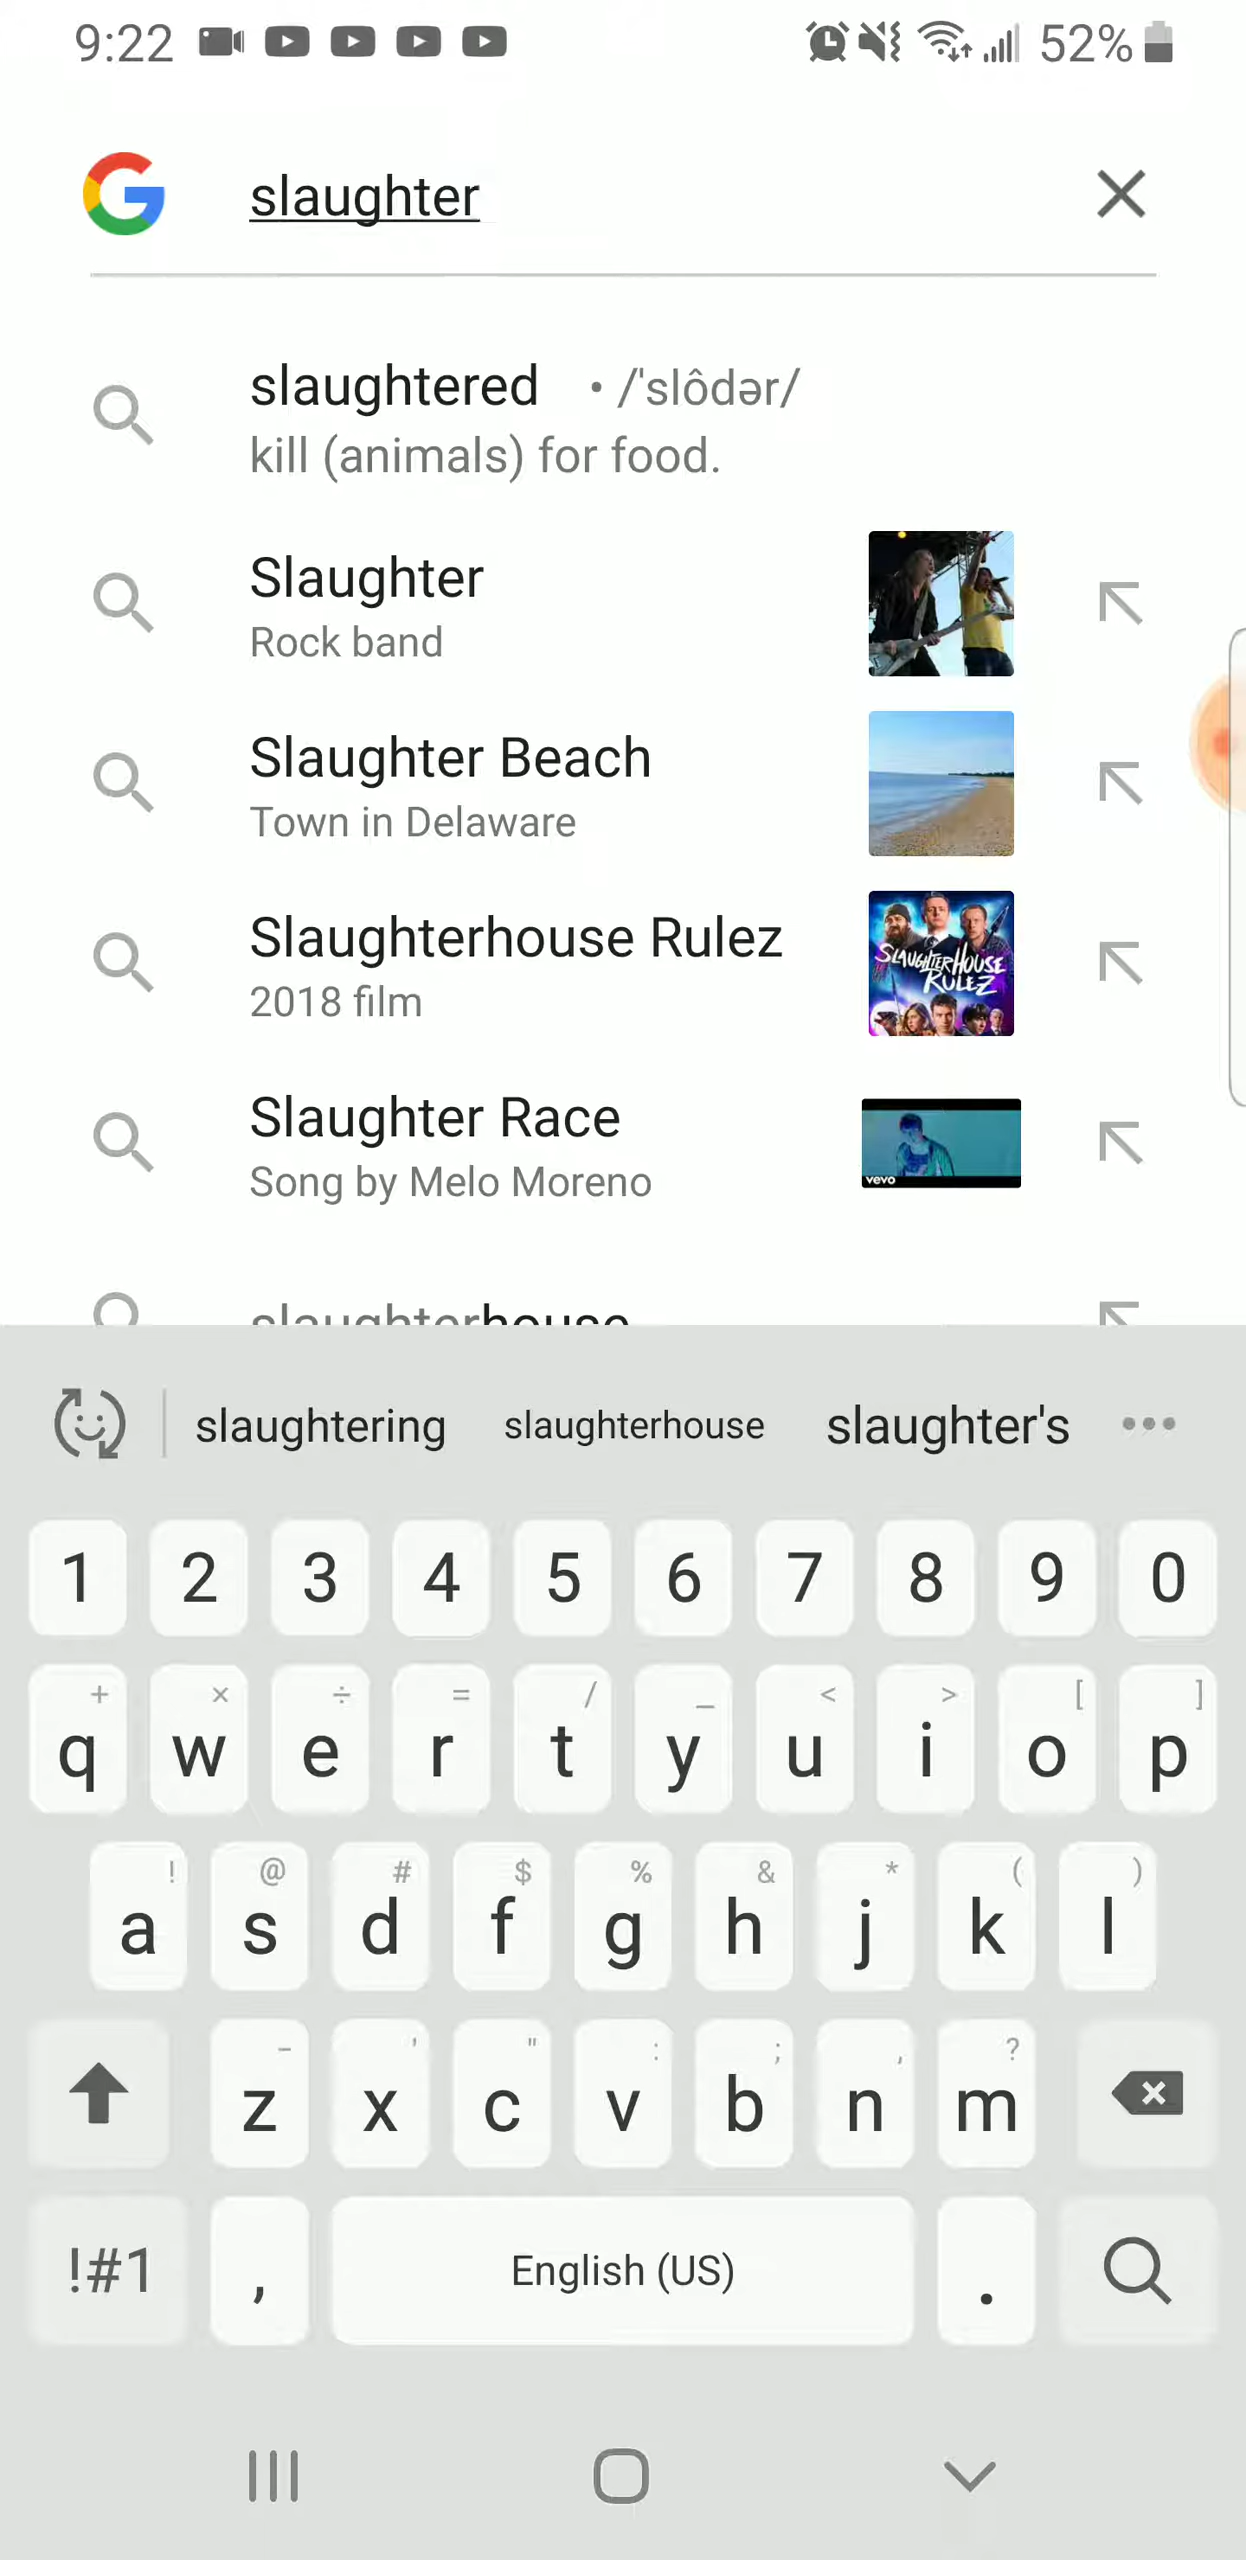 9:22
52%
slaughter
slaughtered • /ˈslôdər/
kill (animals) for food.
Slaughter
Rock band
Slaughter Beach
Town in Delaware
Slaughterhouse Rulez
2018 film
SLAUGHTERHOUSE
RULEZ
Slaughter Race
Song by Melo Moreno
vevo
slaughterhouse
slaughtering slaughterhouse slaughter's
1 2 3 4 5 6 7 8 9 0
+ × ÷ = / _ < > [ ]
q w e r t y u i o p
! @ # $ % & * ( )
a s d f g h j k l
- ' " : ; , ?
z x c v b n m
!#1 , English (US) .